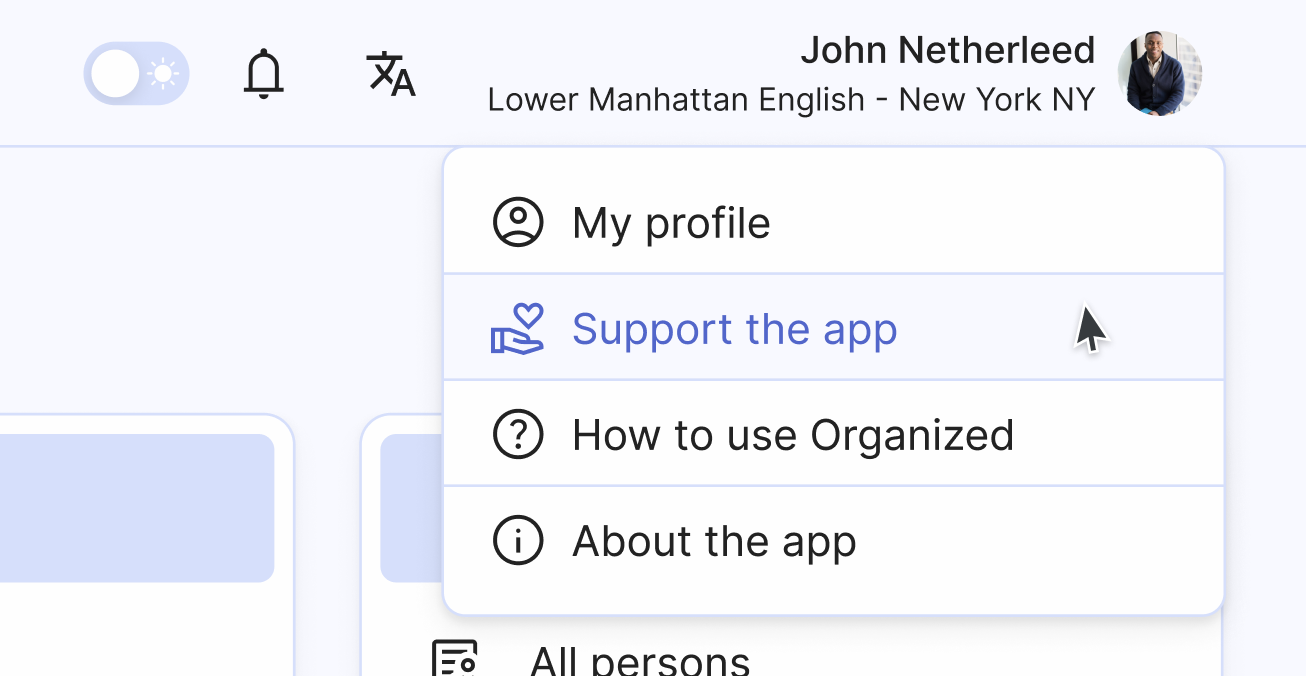 John Netherleed
Lower Manhattan English - New York NY
My profile
Support the app
How to use Organized
About the app
All persons